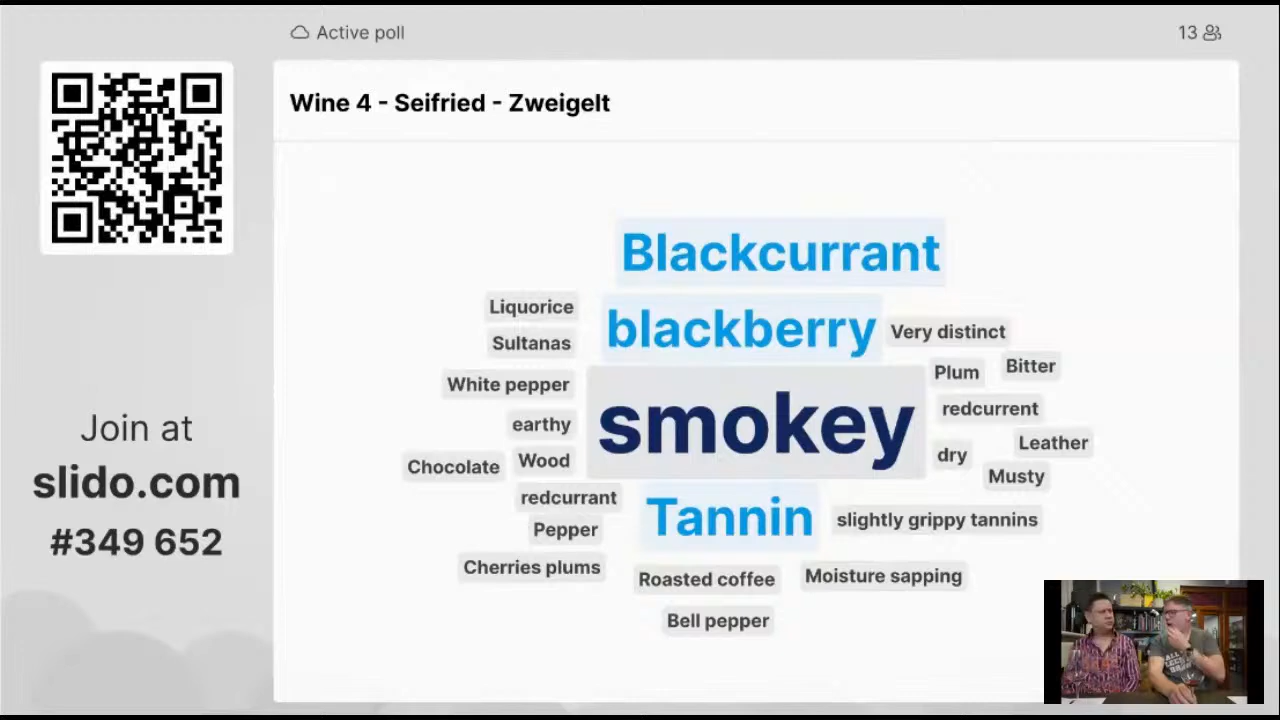 Active poll
13
Wine 4 - Seifried - Zweigelt
Join at
slido.com
#349 652
Blackcurrant
Liquorice
blackberry
Very distinct
Sultanas
Plum
Bitter
White pepper
smokey
redcurrent
earthy
Leather
Chocolate
Wood
dry
Musty
redcurrant
Tannin
slightly grippy tannins
Pepper
Cherries plums
Roasted coffee
Moisture sapping
Bell pepper